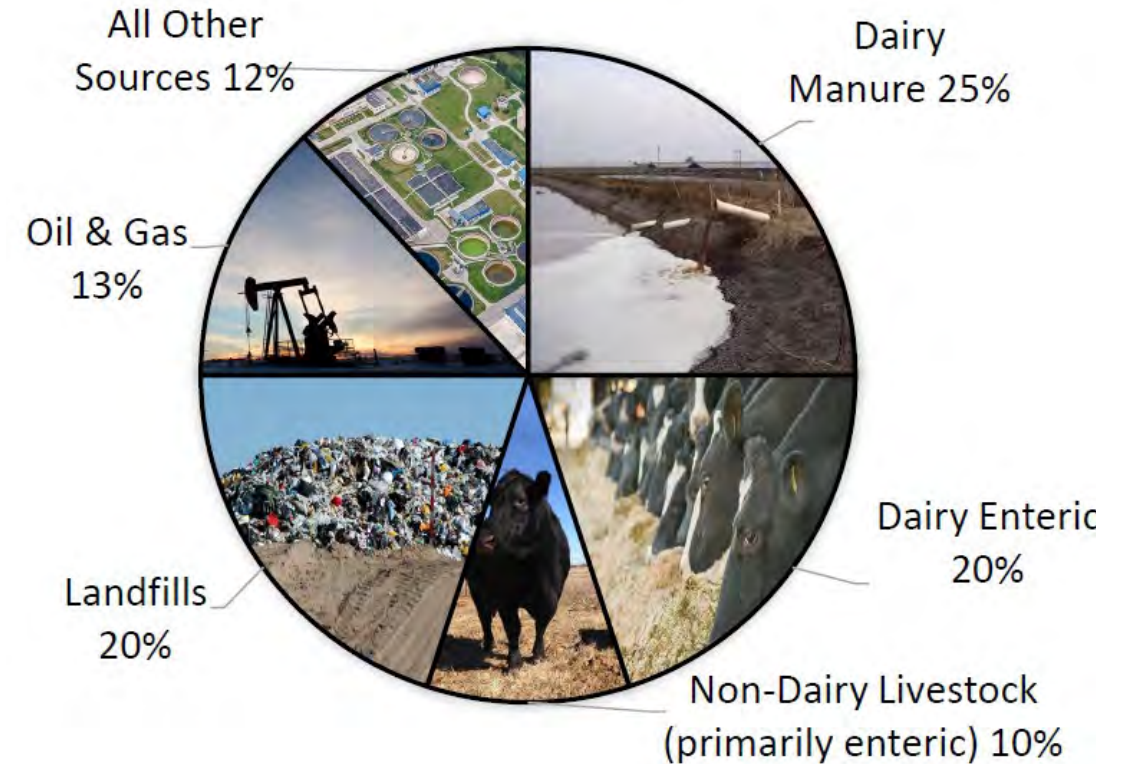 All Other
Sources 12%
Dairy
Manure 25%
Oil & Gas
13%
Dairy Enteric
20%
Landfills
20%
Non-Dairy Livestock
(primarily enteric) 10%